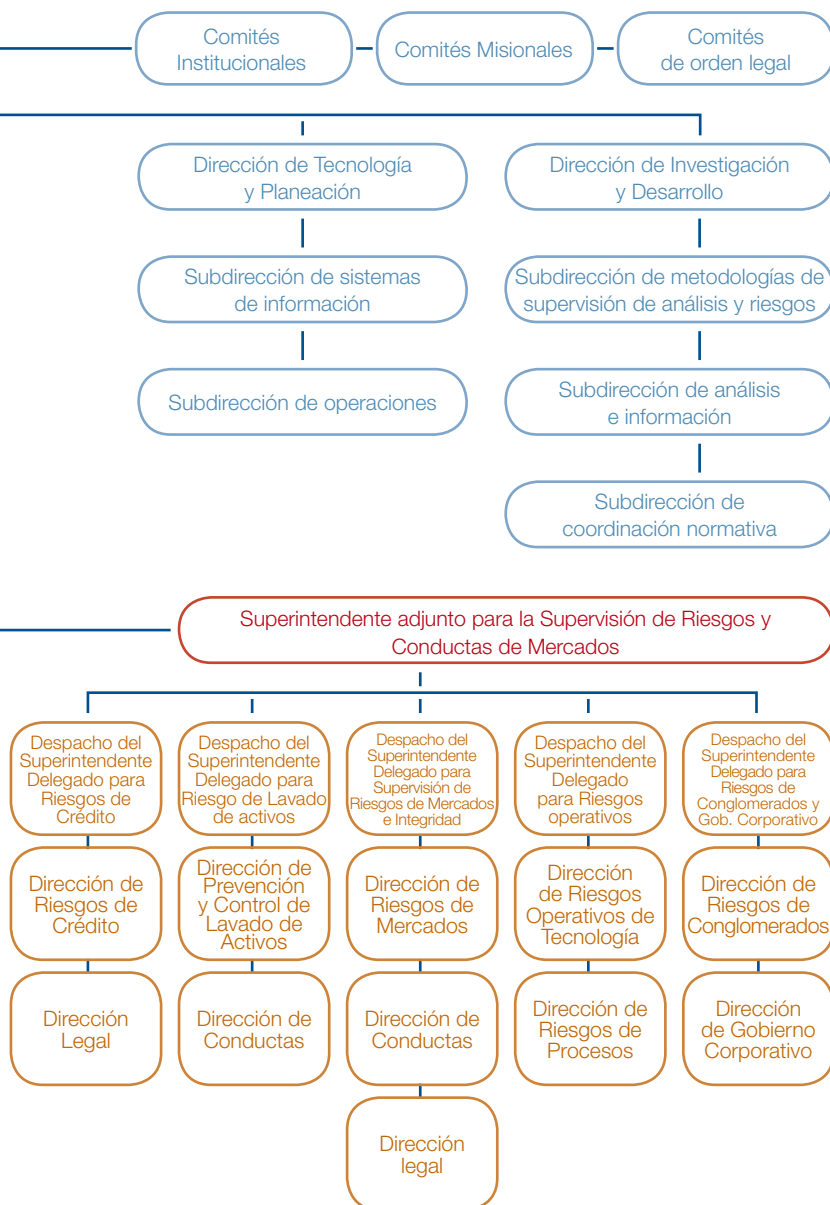 Comités
Institucionales
Comités Misionales
Comités
de orden legal
Dirección de Tecnología
y Planeación
Dirección de Investigación
y Desarrollo
Subdirección de sistemas
de información
Subdirección de metodologías de
supervisión de análisis y riesgos
Subdirección de operaciones
Subdirección de análisis
e información
Subdirección de
coordinación normativa
Superintendente adjunto para la Supervisión de Riesgos y
Conductas de Mercados
Despacho del
Superintendente
Delegado para
Riesgos de
Crédito
Despacho del
Superintendente
Delegado para
Riesgo de Lavado
de activos
Despacho del
Superintendente
Delegado para
Supervisión de
Riesgos de Mercados
e Integridad
Despacho del
Superintendente
Delegado
para Riesgos
operativos
Despacho del
Superintendente
Delegado para
Riesgos de
Conglomerados y
Gob. Corporativo
Dirección de
Riesgos de
Crédito
Dirección de
Prevención
y Control de
Lavado de
Activos
Dirección de
Riesgos de
Mercados
Dirección
de Riesgos
Operativos de
Tecnología
Dirección de
Riesgos de
Conglomerados
Dirección
Legal
Dirección de
Conductas
Dirección de
Conductas
Dirección de
Riesgos de
Procesos
Dirección
de Gobierno
Corporativo
Dirección
legal